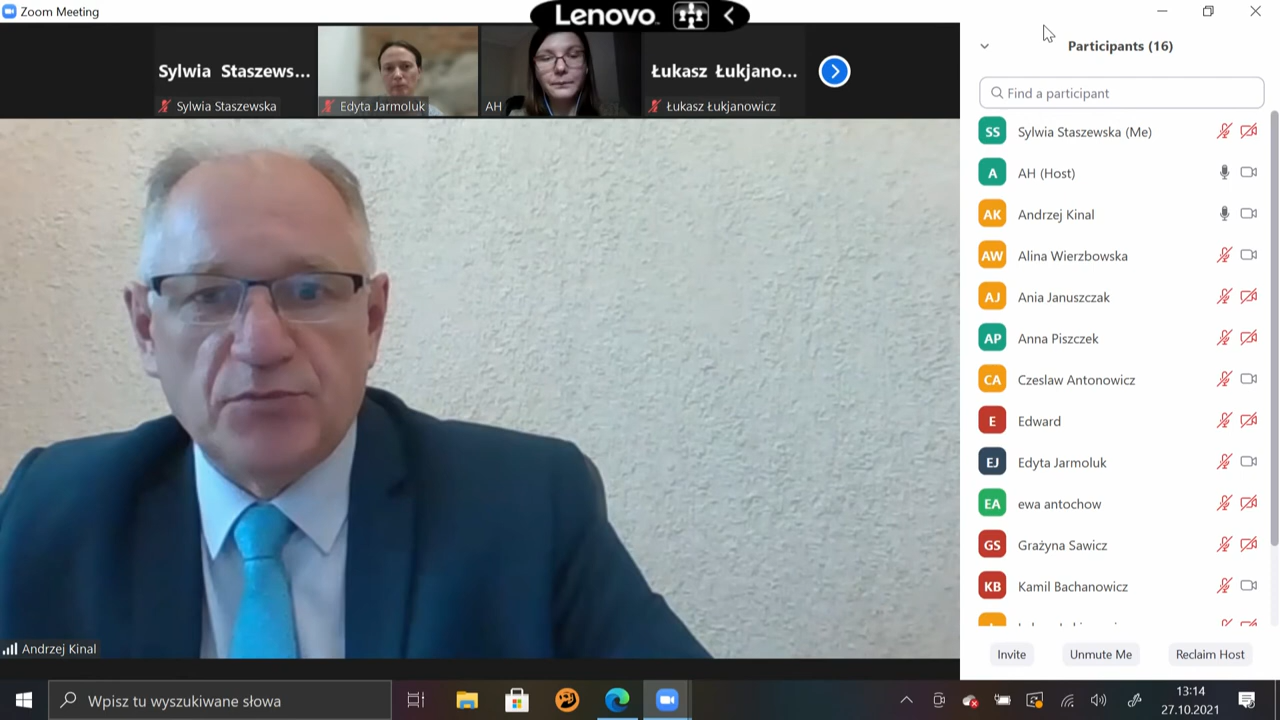 Zoom Meeting
Lenovo
Sylwia Staszews...
Łukasz Łukjano...
Sylwia Staszewska
Edyta Jarmoluk
AH
Łukasz Łukjanowicz
Participants (16)
Find a participant
SS Sylwia Staszewska (Me)
A AH (Host)
AK Andrzej Kinal
AW Alina Wierzbowska
AJ Ania Januszczak
AP Anna Piszczek
CA Czeslaw Antonowicz
E Edward
EJ Edyta Jarmoluk
EA ewa antochow
GS Grażyna Sawicz
KB Kamil Bachanowicz
Andrzej Kinal
Invite
Unmute Me
Reclaim Host
Wpisz tu wyszukiwane słowa
13:14
27.10.2021